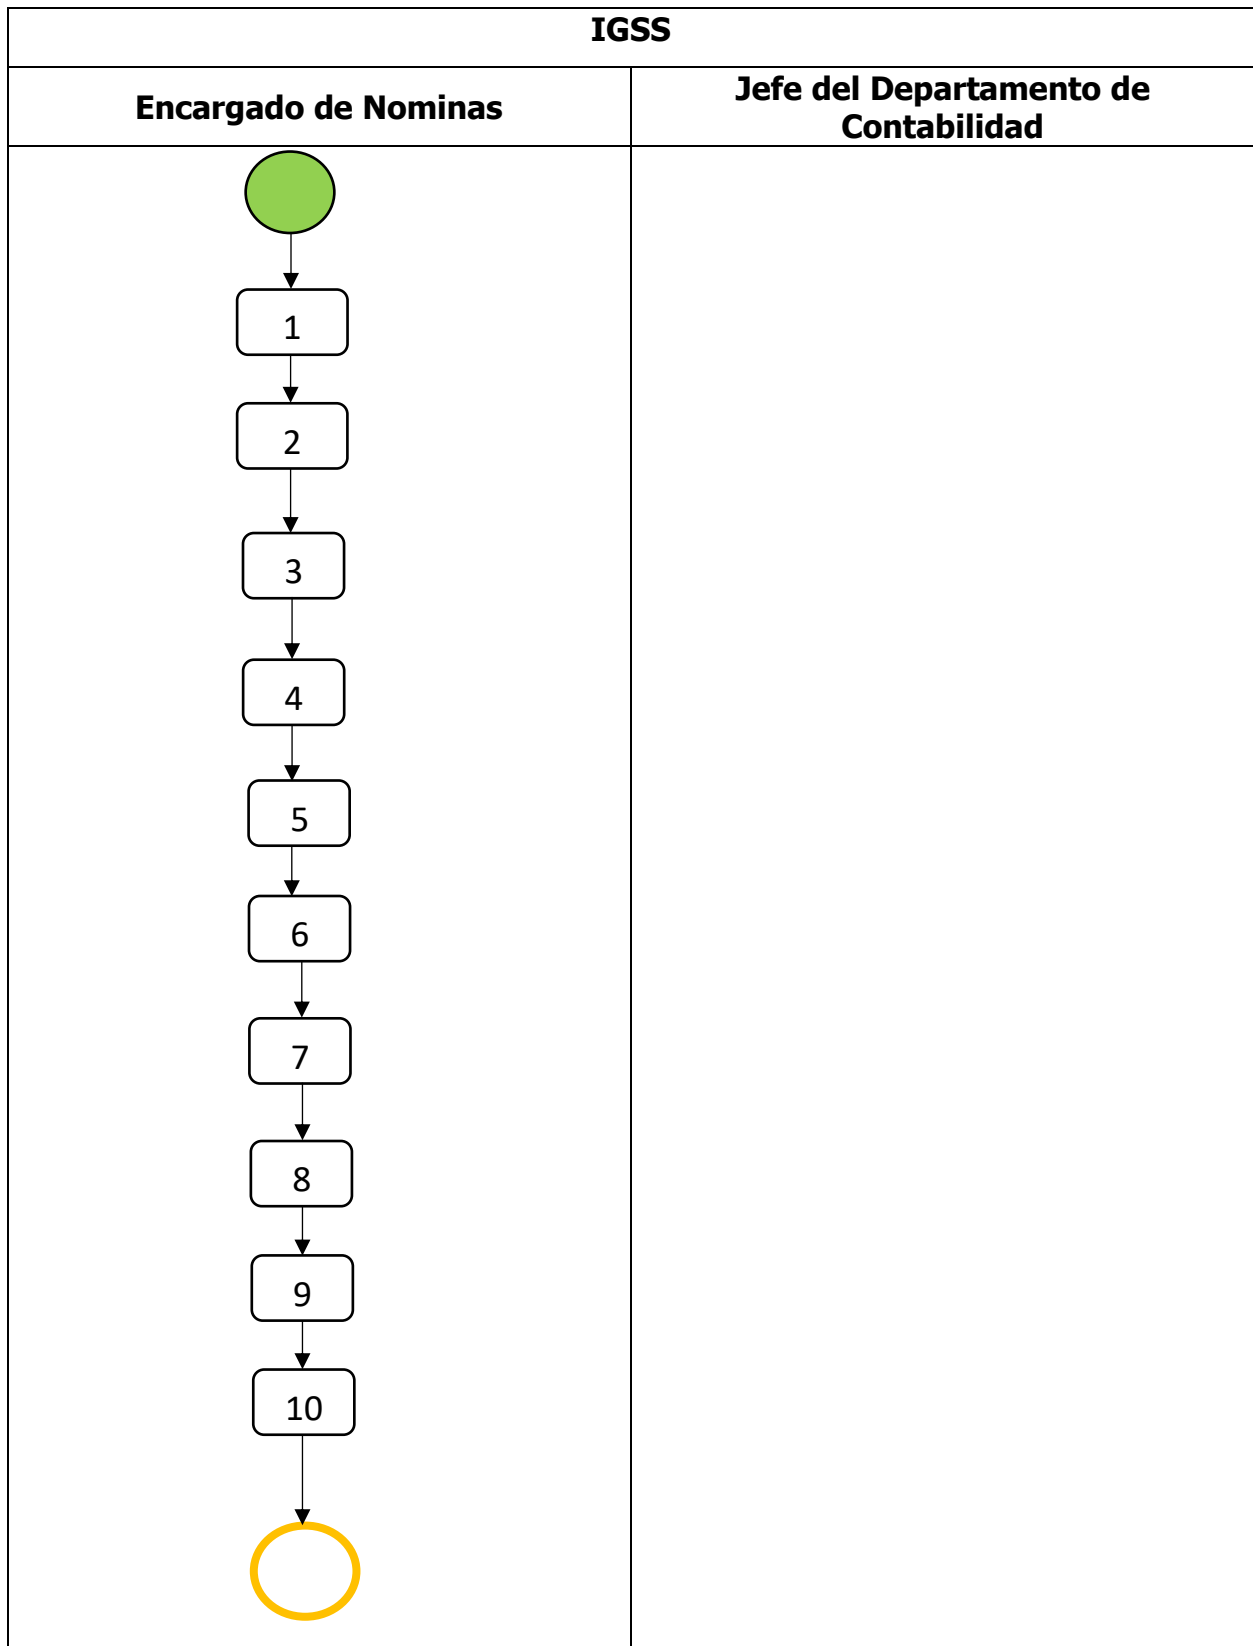 IGSS
Encargado de Nominas
Jefe del Departamento de
Contabilidad
1
2
3
4
5
6
7
8
9
10